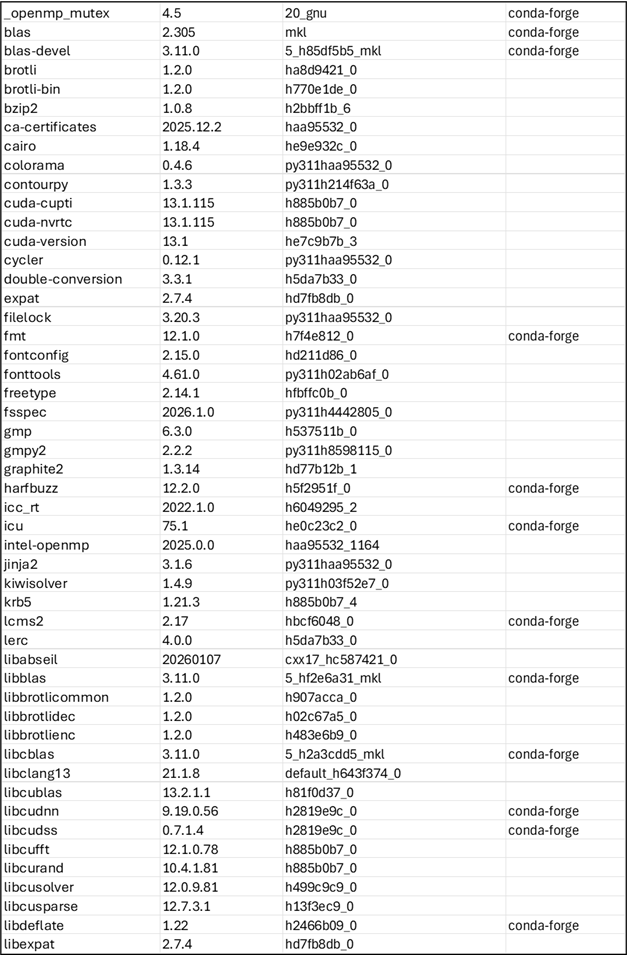 _openmp_mutex 4.5 20_gnu conda-forge
blas 2.305 mkl conda-forge
blas-devel 3.11.0 5_h85df5b5_mkl conda-forge
brotli 1.2.0 ha8d9421_0
brotli-bin 1.2.0 h770e1de_0
bzip2 1.0.8 h2bbff1b_6
ca-certificates 2025.12.2 haa95532_0
cairo 1.18.4 he9e932c_0
colorama 0.4.6 py311haa95532_0
contourpy 1.3.3 py311h214f63a_0
cuda-cupti 13.1.115 h885b0b7_0
cuda-nvrtc 13.1.115 h885b0b7_0
cuda-version 13.1 he7c9b7b_3
cycler 0.12.1 py311haa95532_0
double-conversion 3.3.1 h5da7b33_0
expat 2.7.4 hd7fb8db_0
filelock 3.20.3 py311haa95532_0
fmt 12.1.0 h7f4e812_0 conda-forge
fontconfig 2.15.0 hd211d86_0
fonttools 4.61.0 py311h02ab6af_0
freetype 2.14.1 hfbffc0b_0
fsspec 2026.1.0 py311h4442805_0
gmp 6.3.0 h537511b_0
gmpy2 2.2.2 py311h8598115_0
graphite2 1.3.14 hd77b12b_1
harfbuzz 12.2.0 h5f2951f_0 conda-forge
icc_rt 2022.1.0 h6049295_2
icu 75.1 he0c23c2_0 conda-forge
intel-openmp 2025.0.0 haa95532_1164
jinja2 3.1.6 py311haa95532_0
kiwisolver 1.4.9 py311h03f52e7_0
krb5 1.21.3 h885b0b7_4
lcms2 2.17 hbcf6048_0 conda-forge
lerc 4.0.0 h5da7b33_0
libabseil 20260107 cxx17_hc587421_0
libblas 3.11.0 5_hf2e6a31_mkl conda-forge
libbrotlicommon 1.2.0 h907acca_0
libbrotlidec 1.2.0 h02c67a5_0
libbrotlienc 1.2.0 h483e6b9_0
libcblas 3.11.0 5_h2a3cdd5_mkl conda-forge
libclang13 21.1.8 default_h643f374_0
libcublas 13.2.1.1 h81f0d37_0
libcudnn 9.19.0.56 h2819e9c_0 conda-forge
libcudss 0.7.1.4 h2819e9c_0 conda-forge
libcufft 12.1.0.78 h885b0b7_0
libcurand 10.4.1.81 h885b0b7_0
libcusolver 12.0.9.81 h499c9c9_0
libcusparse 12.7.3.1 h13f3ec9_0
libdeflate 1.22 h2466b09_0 conda-forge
libexpat 2.7.4 hd7fb8db_0